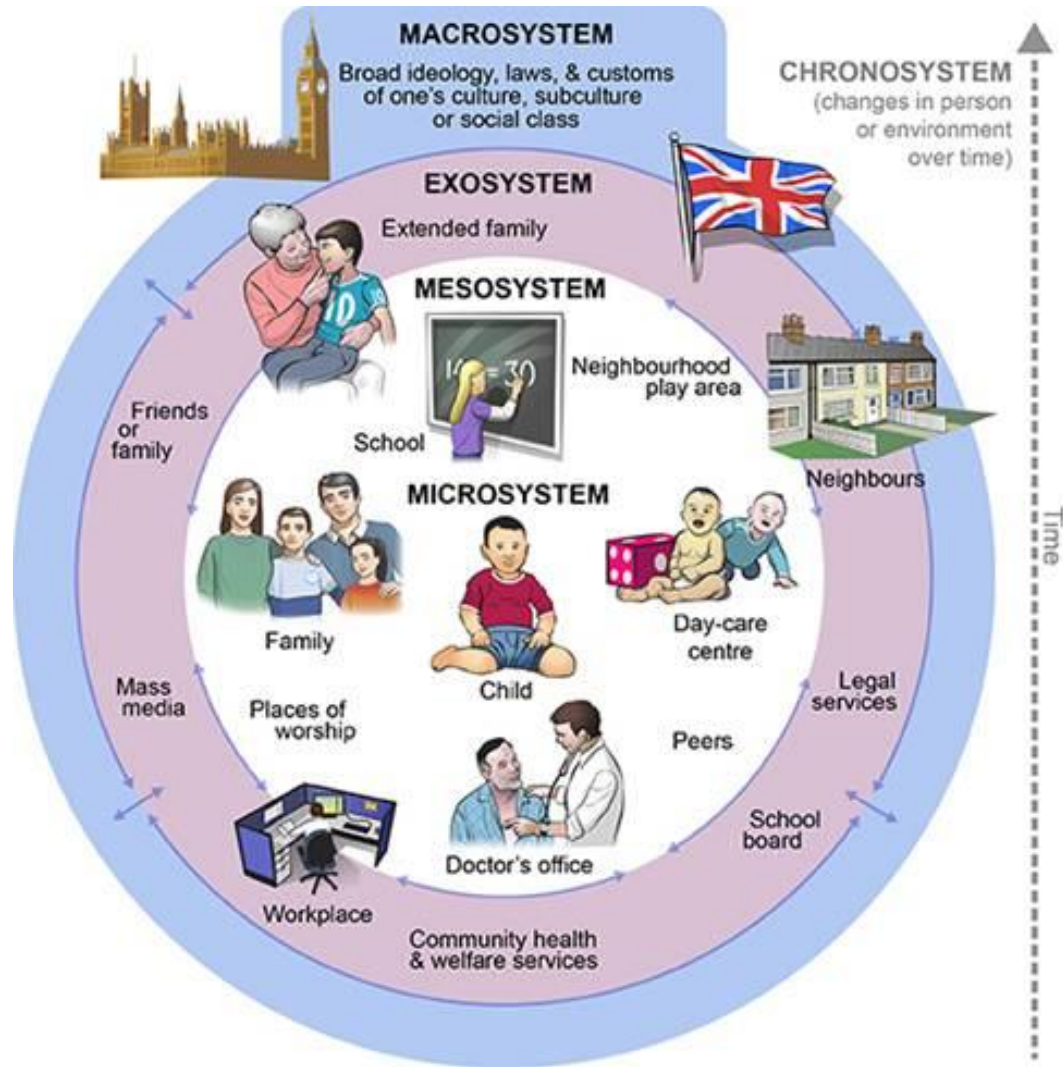 MACROSYSTEM
Broad ideology, laws, & customs
of one's culture, subculture
or social class
CHRONOSYSTEM
(changes in person
or environment
over time)
EXOSYSTEM
Extended family
MESOSYSTEM
Neighbourhood
play area
School
Friends
or
family
Neighbours
MICROSYSTEM
Time
Family
Child
Day-care
centre
Mass
media
Places of
worship
Peers
Legal
services
School
board
Doctor's office
Workplace
Community health
& welfare services